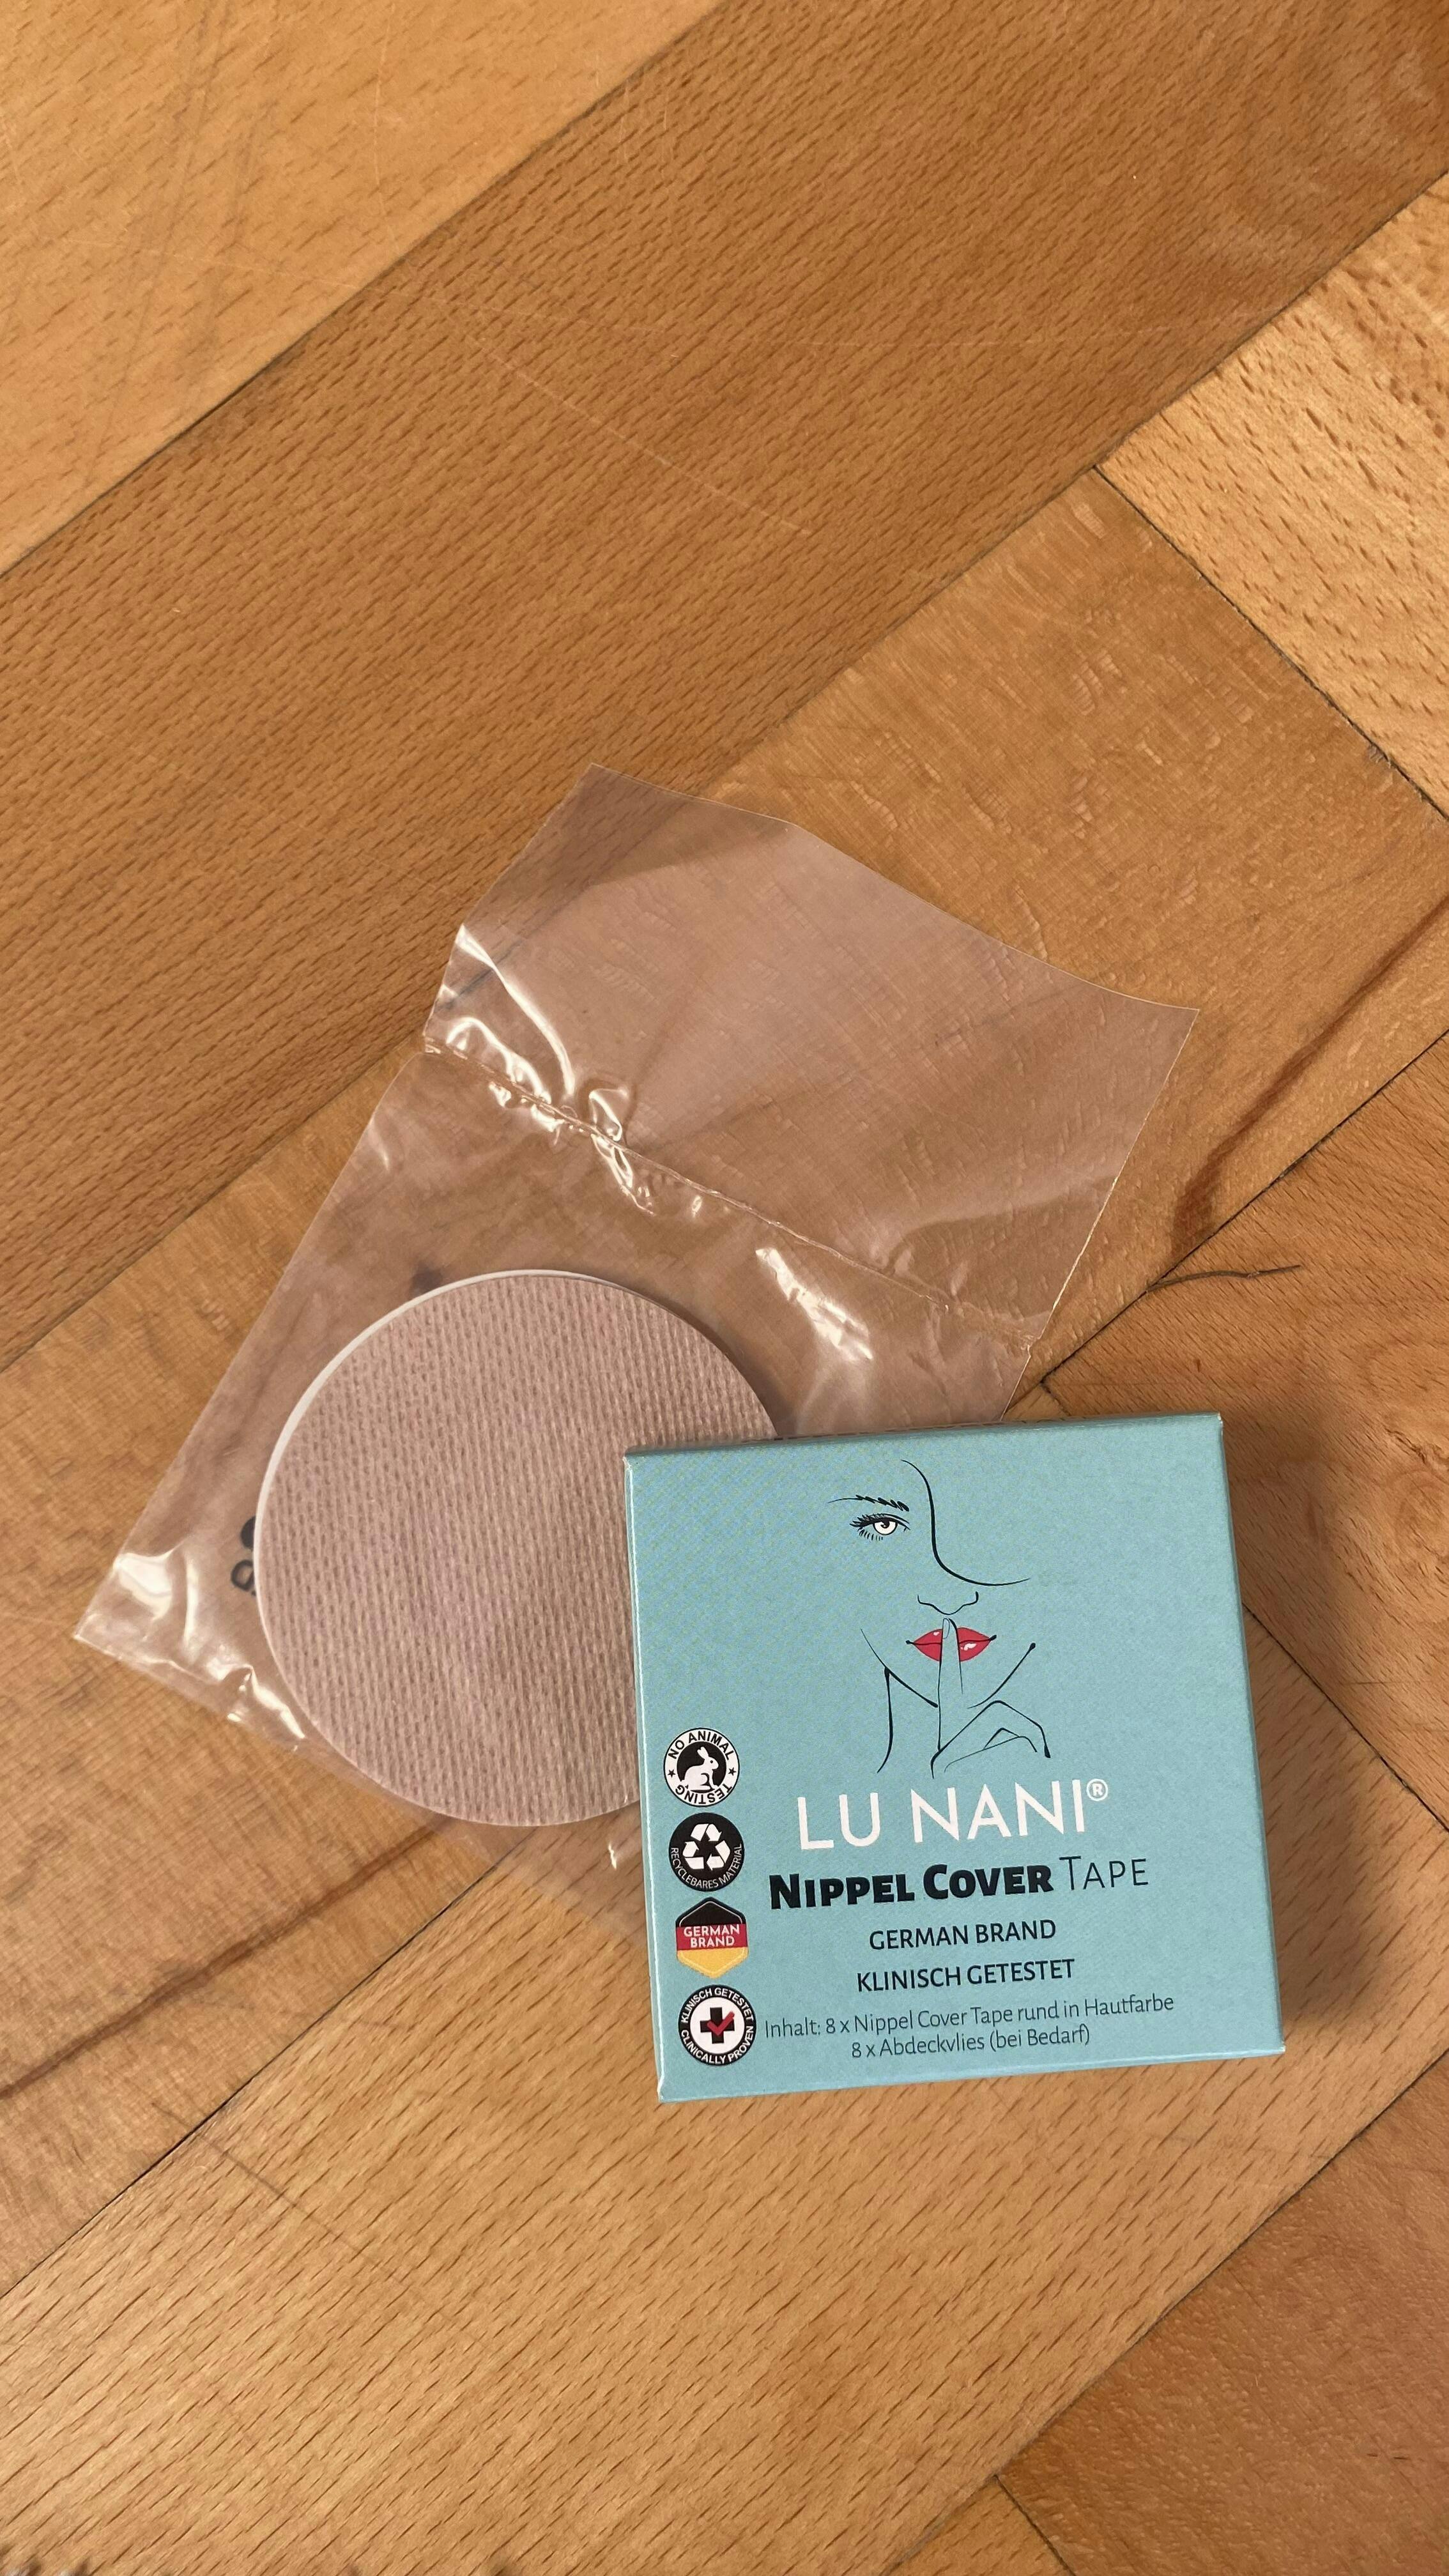 LU NANI®
NIPPEL COVER TAPE
GERMAN BRAND
KLINISCH GETESTET
Inhalt: 8 x Nippel Cover Tape rund in Hautfarbe
8 x Abdeckvlies (bei Bedarf)
NO ANIMAL
TESTING
RECYCLEBARES MATERIAL
GERMAN
BRAND
KLINISCH GETESTET
CLINICALLY PROVEN